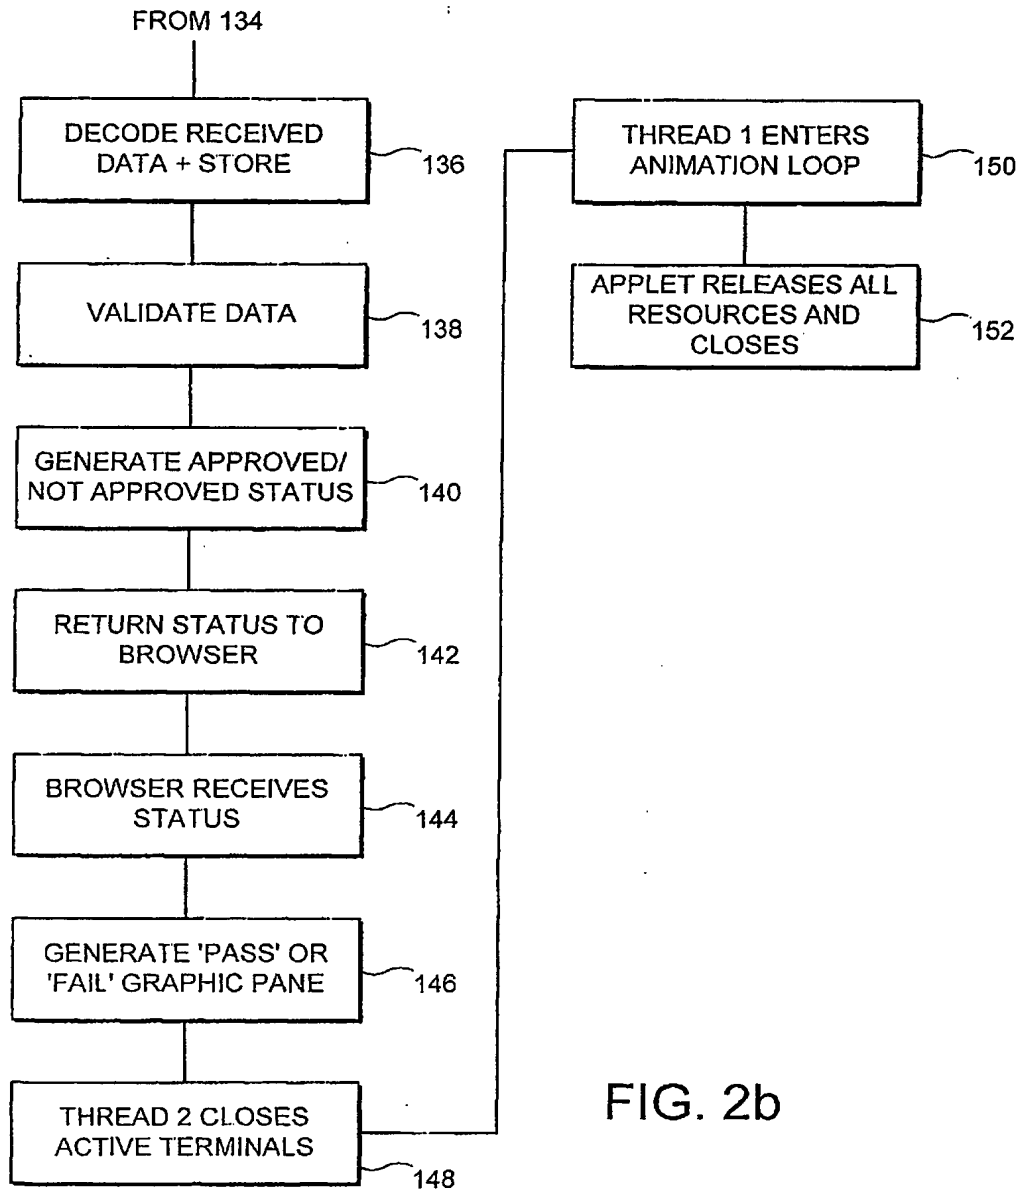 FROM 134
DECODE RECEIVED
DATA + STORE
136
VALIDATE DATA
138
GENERATE APPROVED/
NOT APPROVED STATUS
140
RETURN STATUS TO
BROWSER
142
BROWSER RECEIVES
STATUS
144
GENERATE 'PASS' OR
'FAIL' GRAPHIC PANE
146
THREAD 2 CLOSES
ACTIVE TERMINALS
148
THREAD 1 ENTERS
ANIMATION LOOP
150
APPLET RELEASES ALL
RESOURCES AND
CLOSES
152
FIG. 2b